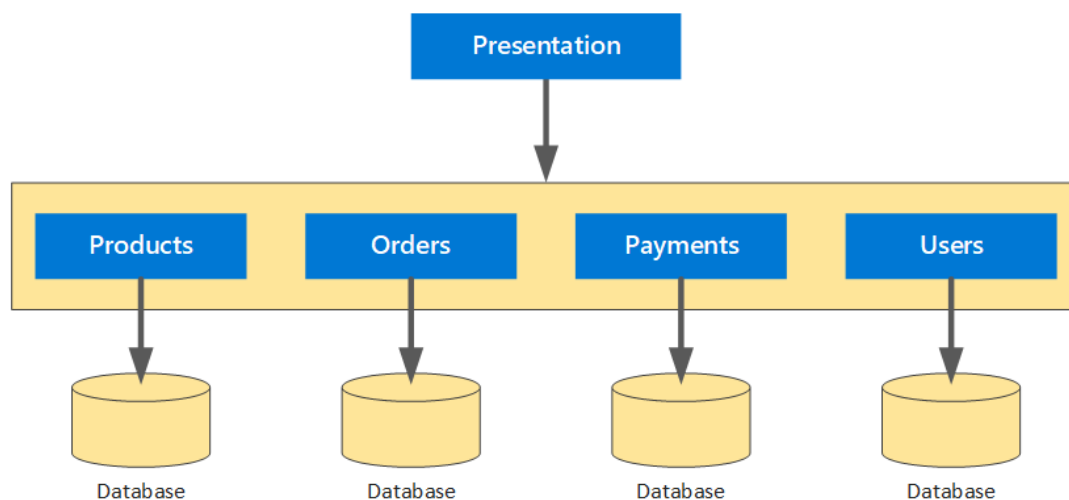 Presentation
Products
Orders
Payments
Users
Database
Database
Database
Database